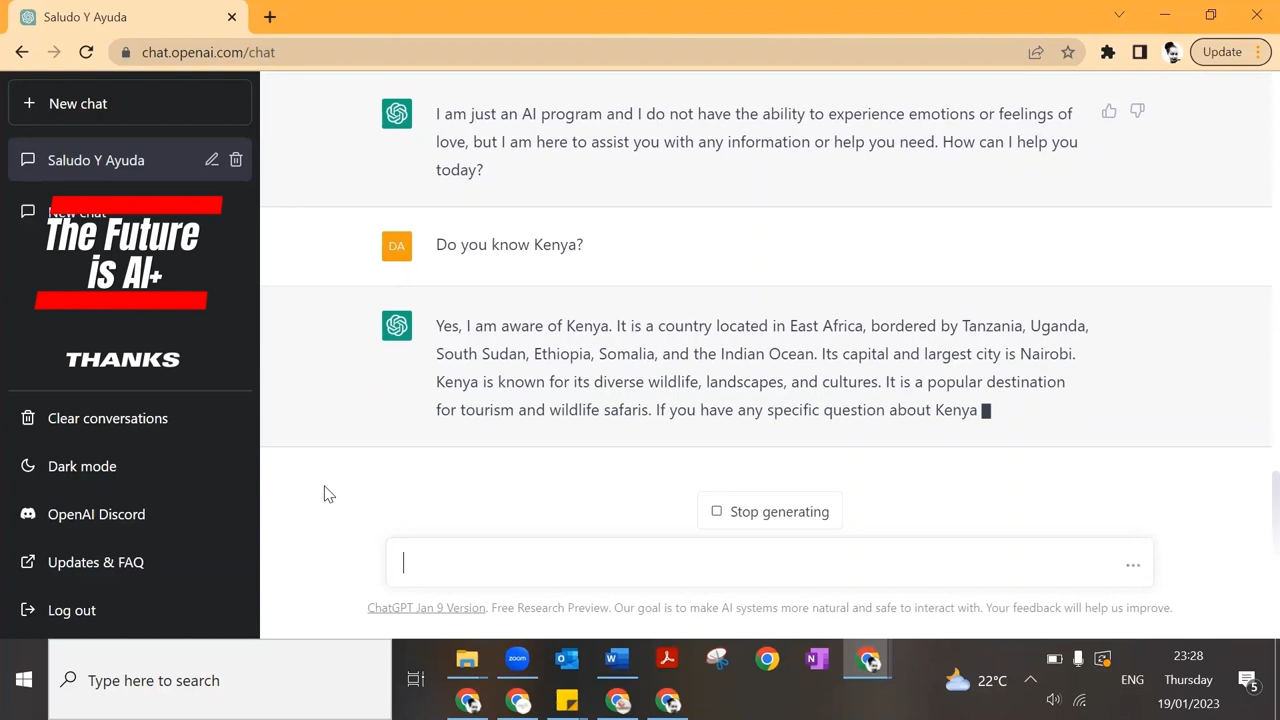 Saludo Y Ayuda
chat.openai.com/chat
Update
New chat
Saludo Y Ayuda
New chat
The Future
is AI+
THANKS
Clear conversations
Dark mode
OpenAI Discord
Updates & FAQ
Log out
I am just an AI program and I do not have the ability to experience emotions or feelings of
love, but I am here to assist you with any information or help you need. How can I help you
today?
DA
Do you know Kenya?
Yes, I am aware of Kenya. It is a country located in East Africa, bordered by Tanzania, Uganda,
South Sudan, Ethiopia, Somalia, and the Indian Ocean. Its capital and largest city is Nairobi.
Kenya is known for its diverse wildlife, landscapes, and cultures. It is a popular destination
for tourism and wildlife safaris. If you have any specific question about Kenya
Stop generating
ChatGPT Jan 9 Version. Free Research Preview. Our goal is to make AI systems more natural and safe to interact with. Your feedback will help us improve.
Type here to search
zoom
22°C
ENG
23:28
Thursday
19/01/2023
5